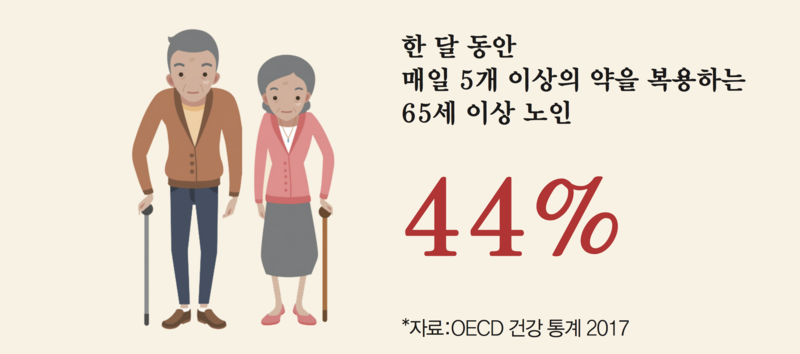 한 달 동안
매일 5개 이상의 약을 복용하는
65세 이상 노인
44%
*자료:OECD 건강 통계 2017